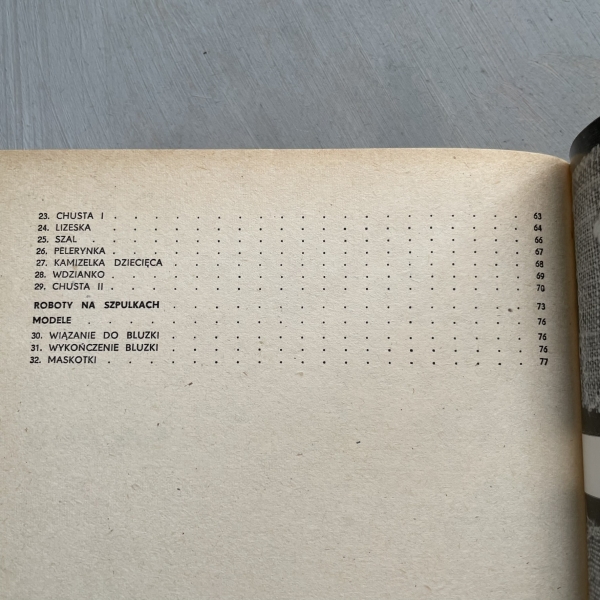 23. CHUSTA I . . . . . . . . . . . . . . . . . . . . 63
24. LIZESKA . . . . . . . . . . . . . . . . . . . . 64
25. SZAL . . . . . . . . . . . . . . . . . . . . 66
26. PELERYNKA . . . . . . . . . . . . . . . . . . . . 67
27. KAMIZELKA DZIECIĘCA . . . . . . . . . . . . . . . . . 68
28. WDZIANKO . . . . . . . . . . . . . . . . . . . . 69
29. CHUSTA II . . . . . . . . . . . . . . . . . . . . 70
ROBOTY NA SZPULKACH . . . . . . . . . . . . . . . . . 73
MODELE . . . . . . . . . . . . . . . . . . . . 76
30. WIĄZANIE DO BLUZKI . . . . . . . . . . . . . . . . . 76
31. WYKOŃCZENIE BLUZKI . . . . . . . . . . . . . . . . . 76
32. MASKOTKI . . . . . . . . . . . . . . . . . . . . 77